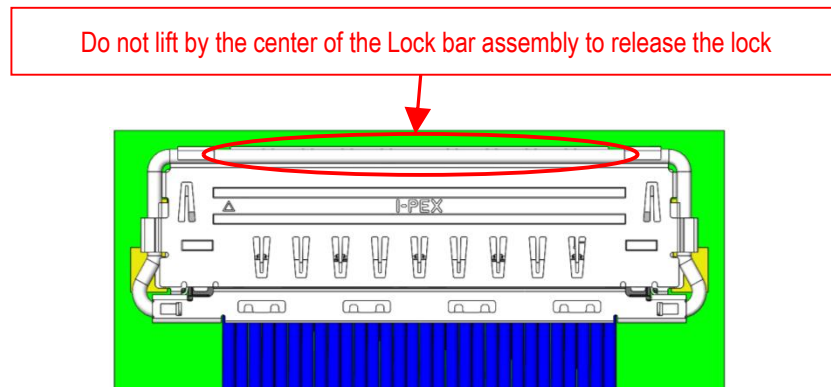 Do not lift by the center of the Lock bar assembly to release the lock
I-PEX